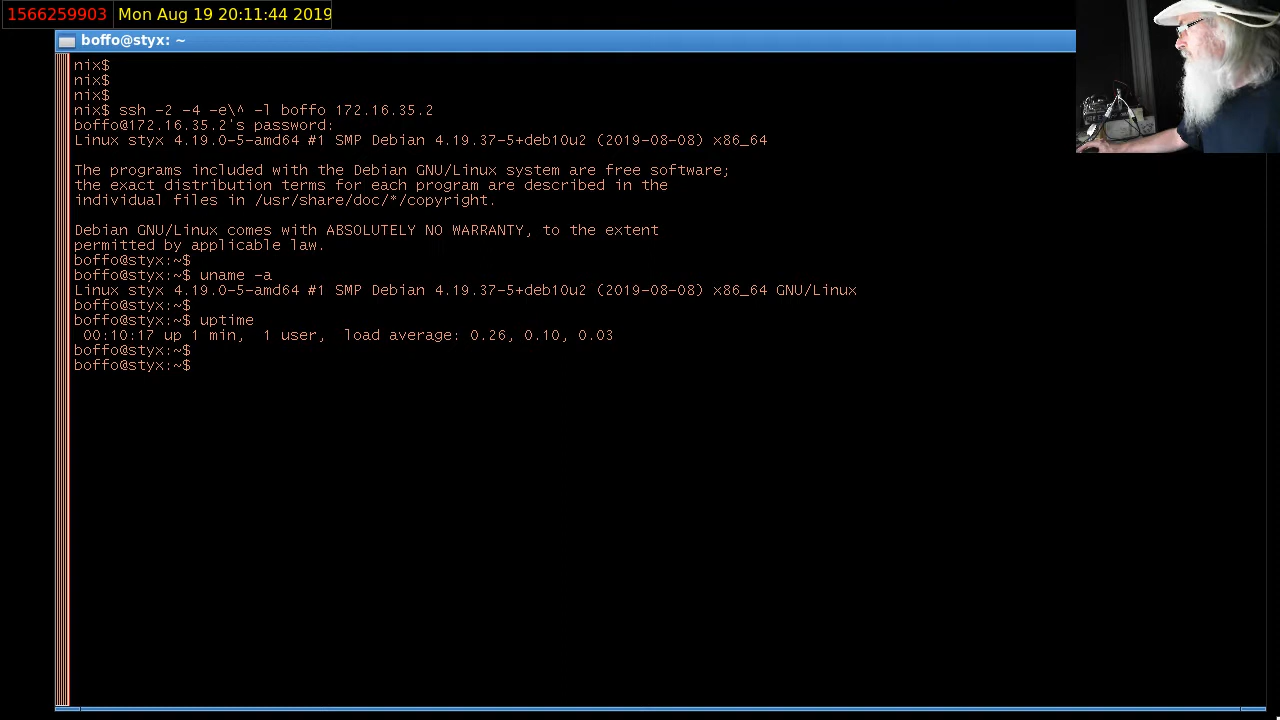 1566259903 Mon Aug 19 20:11:44 2019
boffo@styx: ~
nix$
nix$
nix$
nix$ ssh -2 -4 -e\^ -l boffo 172.16.35.2
boffo@172.16.35.2's password:
Linux styx 4.19.0-5-amd64 #1 SMP Debian 4.19.37-5+deb10u2 (2019-08-08) x86_64
The programs included with the Debian GNU/Linux system are free software;
the exact distribution terms for each program are described in the
individual files in /usr/share/doc/*/copyright.
Debian GNU/Linux comes with ABSOLUTELY NO WARRANTY, to the extent
permitted by applicable law.
boffo@styx:~$
boffo@styx:~$ uname -a
Linux styx 4.19.0-5-amd64 #1 SMP Debian 4.19.37-5+deb10u2 (2019-08-08) x86_64 GNU/Linux
boffo@styx:~$
boffo@styx:~$ uptime
00:10:17 up 1 min,  1 user,  load average: 0.26, 0.10, 0.03
boffo@styx:~$
boffo@styx:~$